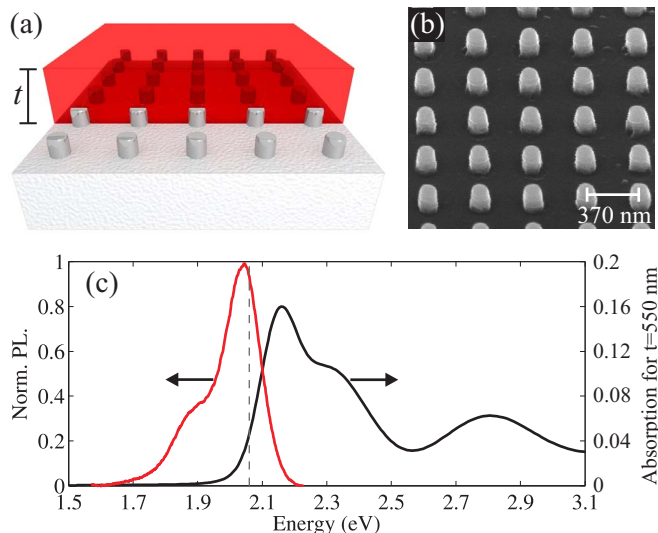 (a)
t
(b)
370 nm
(c)
Norm. PL.
1
0.8
0.6
0.4
0.2
0
0.2
0.16
0.12
0.08
0.04
0
Absorption for t=550 nm
1.5 1.7 1.9 2.1 2.3 2.5 2.7 2.9 3.1
Energy (eV)